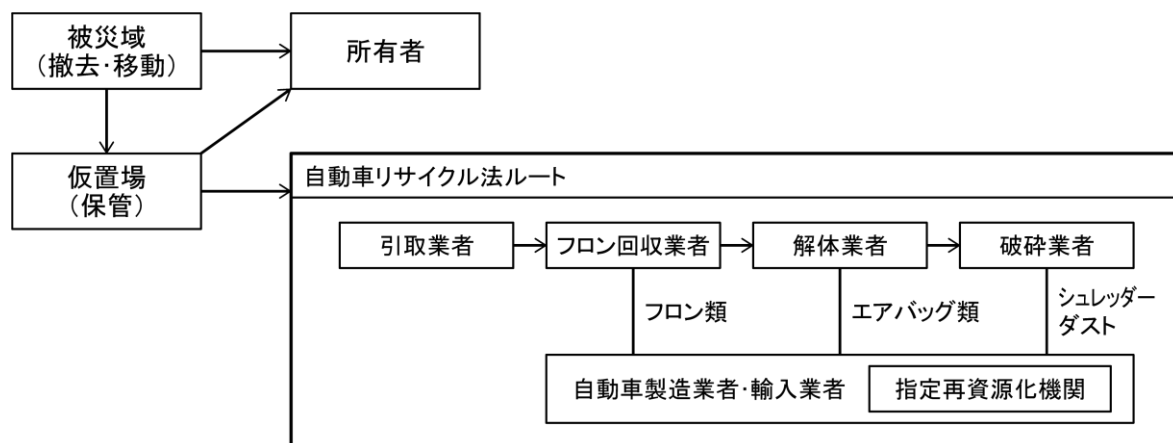 被災域
（撤去・移動）
所有者
仮置場
（保管）
自動車リサイクル法ルート
引取業者
フロン回収業者
解体業者
破砕業者
フロン類
エアバッグ類
シュレッダー
ダスト
自動車製造業者・輸入業者
指定再資源化機関